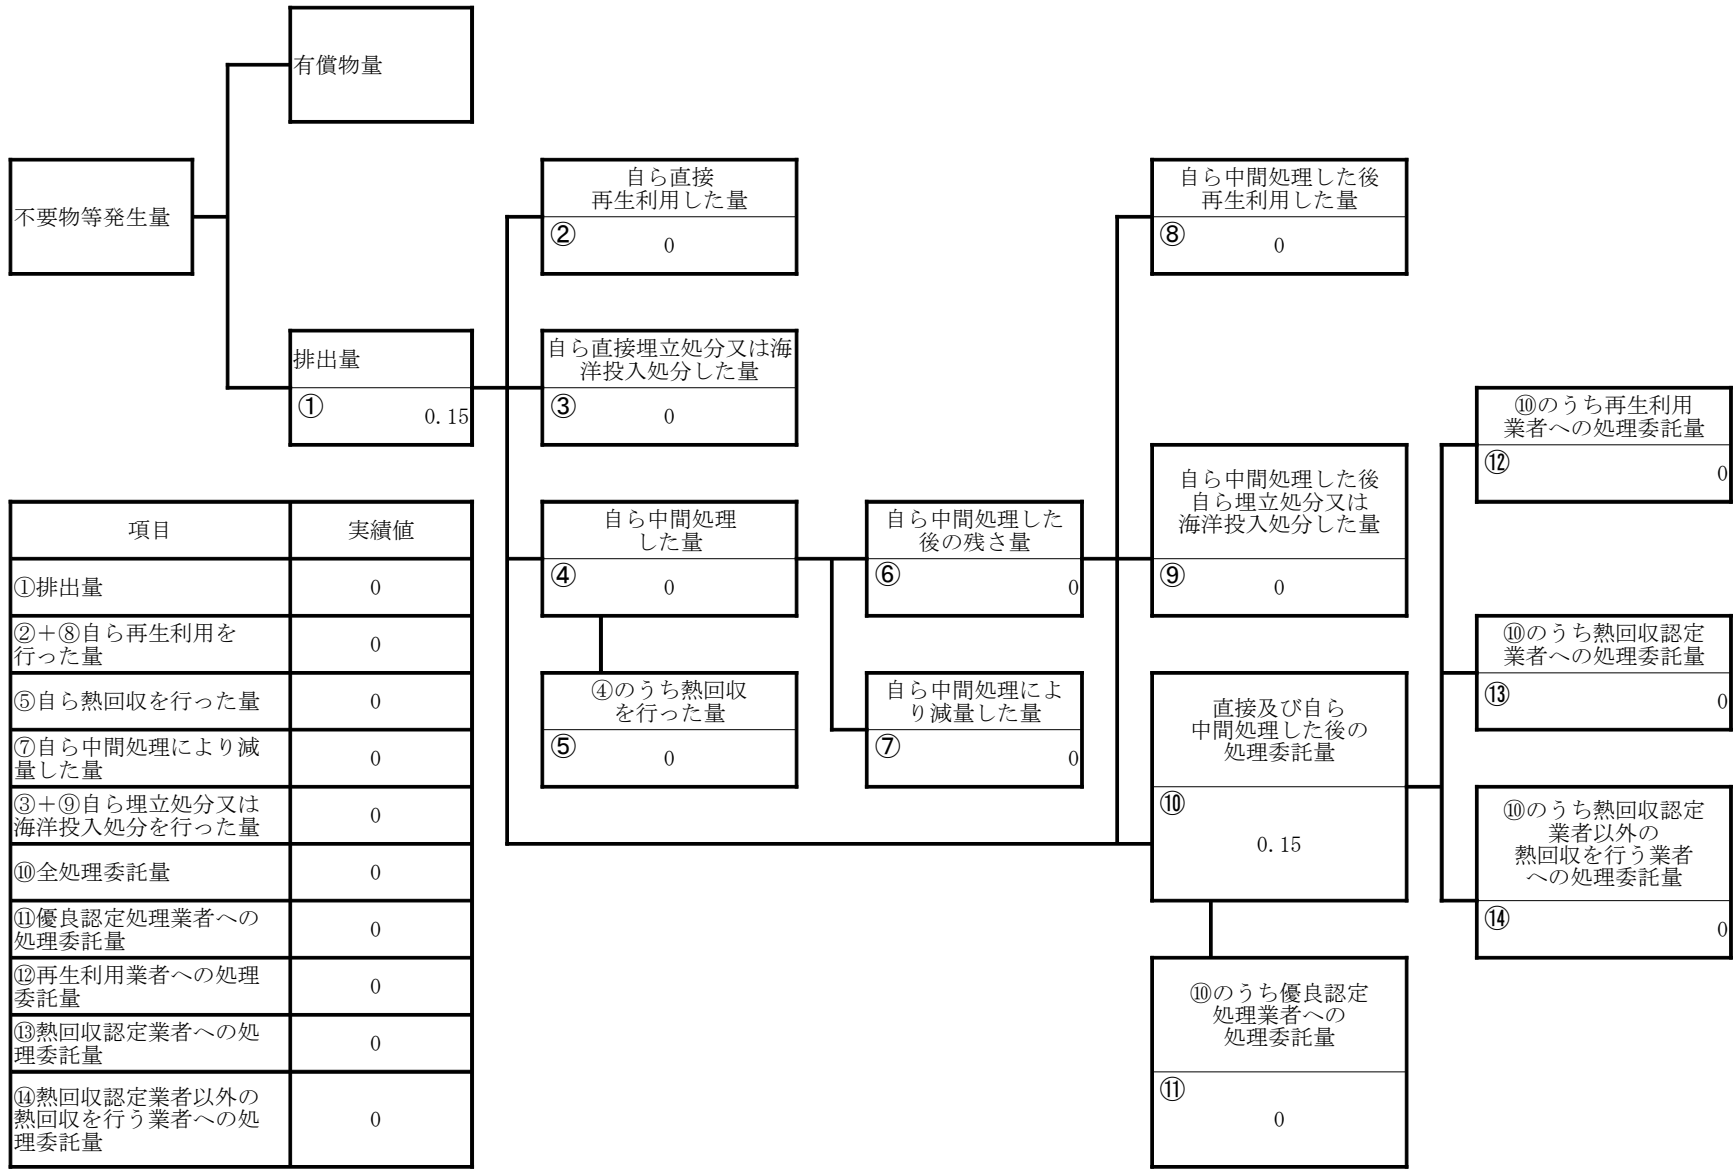 有償物量
不要物等発生量
自ら直接
再生利用した量
②
0
自ら中間処理した後
再生利用した量
⑧
0
排出量
①
0.15
自ら直接埋立処分又は海
洋投入処分した量
③
0
⑩のうち再生利用
業者への処理委託量
⑫
0
自ら中間処理
した量
④
0
自ら中間処理した
後の残さ量
⑥
0
自ら中間処理した後
自ら埋立処分又は
海洋投入処分した量
⑨
0
⑩のうち熱回収認定
業者への処理委託量
⑬
0
④のうち熱回収
を行った量
⑤
0
自ら中間処理によ
り減量した量
⑦
0
直接及び自ら
中間処理した後の
処理委託量
⑩
0.15
⑩のうち熱回収認定
業者以外の
熱回収を行う業者
への処理委託量
⑭
0
⑩のうち優良認定
処理業者への
処理委託量
⑪
0
項目 実績値
①排出量 0
②+⑧自ら再生利用を
行った量 0
⑤自ら熱回収を行った量 0
⑦自ら中間処理により減
量した量 0
③+⑨自ら埋立処分又は
海洋投入処分を行った量 0
⑩全処理委託量 0
⑪優良認定処理業者への
処理委託量 0
⑫再生利用業者への処理
委託量 0
⑬熱回収認定業者への処
理委託量 0
⑭熱回収認定業者以外の
熱回収を行う業者への処
理委託量 0